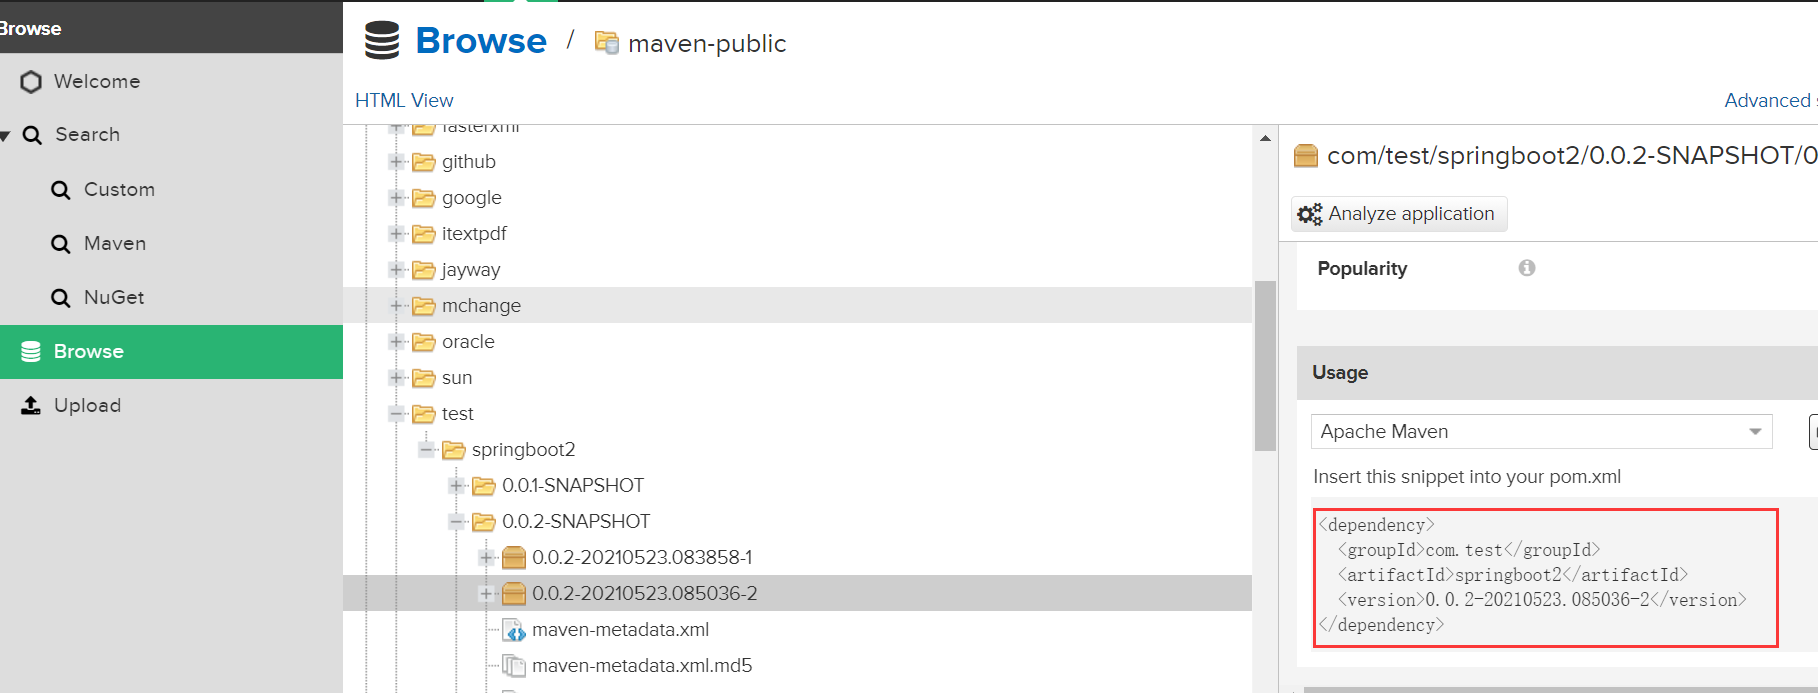 Browse
Welcome
Search
Custom
Maven
NuGet
Browse
Upload
Browse / maven-public
HTML View
Advanced
fasterxml
github
google
itextpdf
jayway
mchange
oracle
sun
test
springboot2
0.0.1-SNAPSHOT
0.0.2-SNAPSHOT
0.0.2-20210523.083858-1
0.0.2-20210523.085036-2
maven-metadata.xml
maven-metadata.xml.md5
com/test/springboot2/0.0.2-SNAPSHOT/0
Analyze application
Popularity
Usage
Apache Maven
Insert this snippet into your pom.xml
<dependency>
<groupId>com.test</groupId>
<artifactId>springboot2</artifactId>
<version>0.0.2-20210523.085036-2</version>
</dependency>